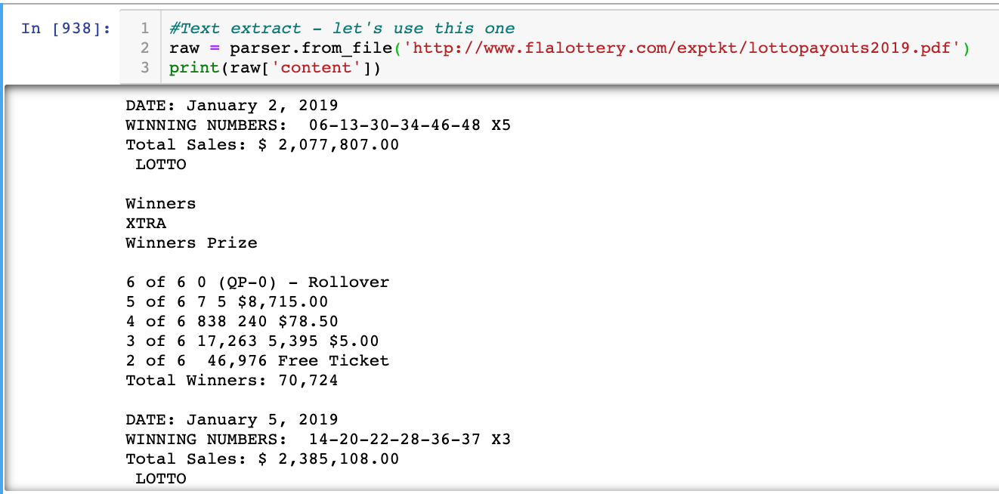 In [938]:
1 #Text extract - let's use this one
2 raw = parser.from_file('http://www.flalottery.com/exptkt/lottopayouts2019.pdf')
3 print(raw['content'])
DATE: January 2, 2019
WINNING NUMBERS:  06-13-30-34-46-48 X5
Total Sales: $ 2,077,807.00
LOTTO
Winners
XTRA
Winners Prize
6 of 6 0 (QP-0) - Rollover
5 of 6 7 5 $8,715.00
4 of 6 838 240 $78.50
3 of 6 17,263 5,395 $5.00
2 of 6  46,976 Free Ticket
Total Winners: 70,724
DATE: January 5, 2019
WINNING NUMBERS:  14-20-22-28-36-37 X3
Total Sales: $ 2,385,108.00
LOTTO